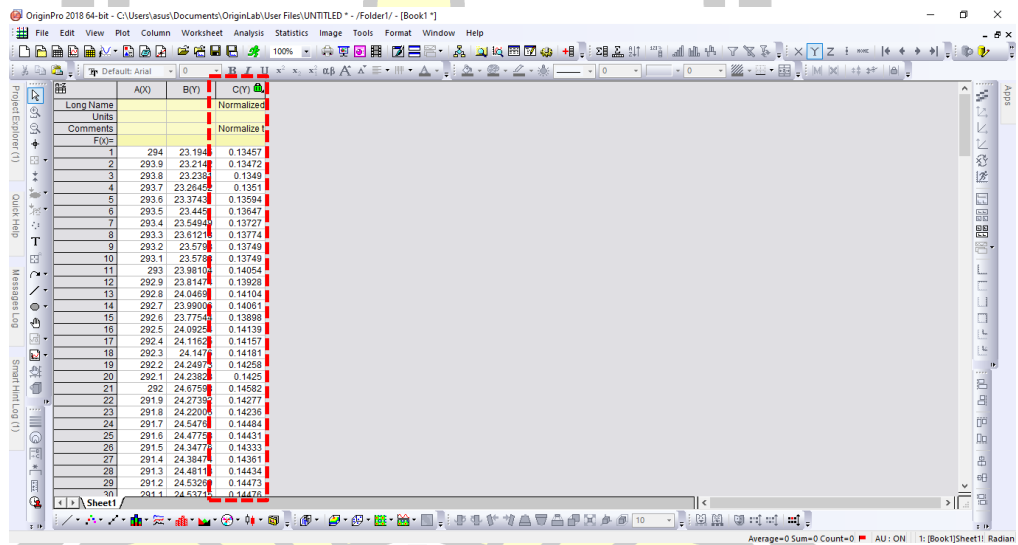 OriginPro 2018 64-bit - C:\Users\asus\Documents\OriginLab\User Files\UNTITLED * - /Folder1/ - [Book1 *]
File Edit View Plot Column Worksheet Analysis Statistics Image Tools Format Window Help
100%
X Y Z
Default: Arial 0 B I U αβ A A 0 0
Project Explorer (1)
Quick Help
Messages Log
Smart Hint Log (1)
Apps
A(X) B(Y) C(Y)
Long Name Normalized
Units
Comments Normalize t
F(x)=
1 294 23.194 0.13457
2 293.9 23.214 0.13472
3 293.8 23.238 0.1349
4 293.7 23.2645 0.1351
5 293.6 23.3743 0.13594
6 293.5 23.445 0.13647
7 293.4 23.5494 0.13727
8 293.3 23.6121 0.13774
9 293.2 23.579 0.13749
10 293.1 23.578 0.13749
11 293 23.9810 0.14054
12 292.9 23.8147 0.13928
13 292.8 24.0469 0.14104
14 292.7 23.9900 0.14061
15 292.6 23.7754 0.13898
16 292.5 24.0925 0.14139
17 292.4 24.1162 0.14157
18 292.3 24.147 0.14181
19 292.2 24.2497 0.14258
20 292.1 24.2382 0.1425
21 292 24.6759 0.14582
22 291.9 24.2739 0.14277
23 291.8 24.2200 0.14236
24 291.7 24.5476 0.14484
25 291.6 24.4775 0.14431
26 291.5 24.3477 0.14333
27 291.4 24.3847 0.14361
28 291.3 24.4811 0.14434
29 291.2 24.5326 0.14473
30 291.1 24.5371 0.14476
Sheet1
T
10
Average=0 Sum=0 Count=0 AU : ON 1: [Book1]Sheet1! Radian